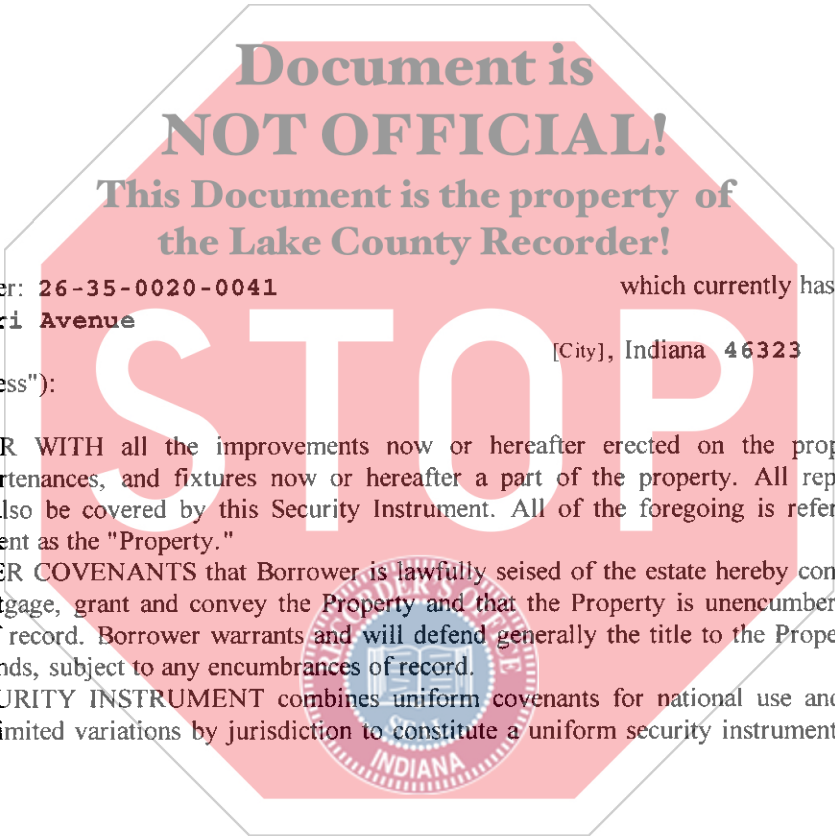 Document is
NOT OFFICIAL!
This Document is the property of
the Lake County Recorder!
er: 26-35-0020-0041 which currently has
ri Avenue
[City], Indiana 46323
ess"):
STOP
R WITH all the improvements now or hereafter erected on the prop
rtenances, and fixtures now or hereafter a part of the property. All rep
lso be covered by this Security Instrument. All of the foregoing is refer
ent as the "Property."
ER COVENANTS that Borrower is lawfully seised of the estate hereby con
tgage, grant and convey the Property and that the Property is unencumber
f record. Borrower warrants and will defend generally the title to the Prope
nds, subject to any encumbrances of record.
URITY INSTRUMENT combines uniform covenants for national use and
imited variations by jurisdiction to constitute a uniform security instrument
RECORDER'S OFFICE
SEAL
INDIANA